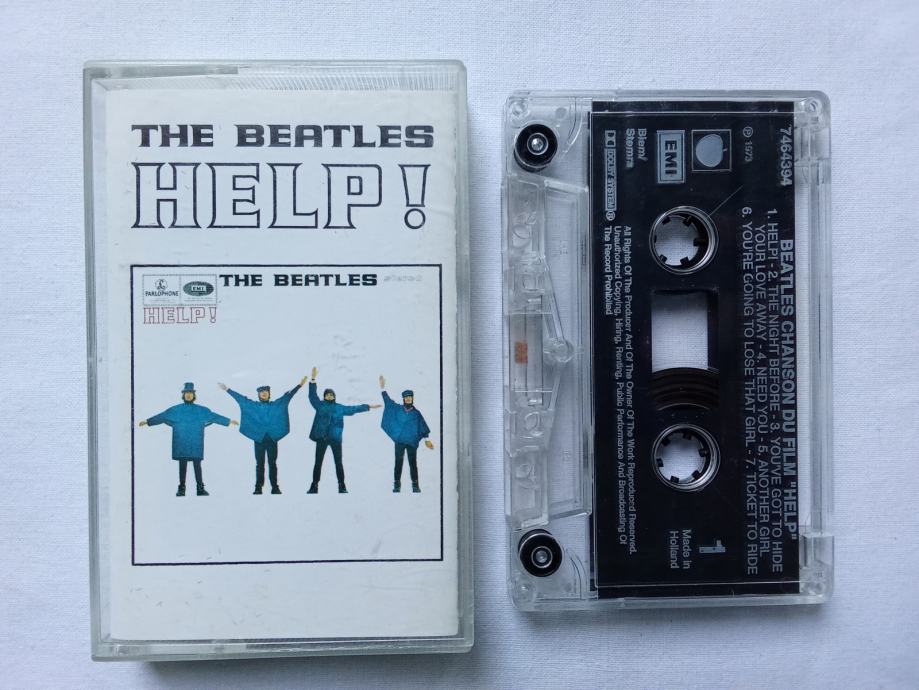 THE BEATLES
HELP!
PARLOPHONE
EMI
THE BEATLES
stereo
HELP!
7464394
BEATLES CHANSON DU FILM "HELP"
1. HELP! - 2. THE NIGHT BEFORE - 3. YOU'VE GOT TO HIDE
YOUR LOVE AWAY - 4. NEED YOU - 5. ANOTHER GIRL
6. YOU'RE GOING TO LOSE THAT GIRL - 7. TICKET TO RIDE
℗ 1973
EMI
Biem/
Stemra
DOLBY SYSTEM®
1
Made in
Holland
All Rights Of The Producer And Of The Owner Of The Work Reproduced Reserved.
Unauthorized Copying, Hiring, Renting, Public Performance And Broadcasting Of
The Record Prohibited